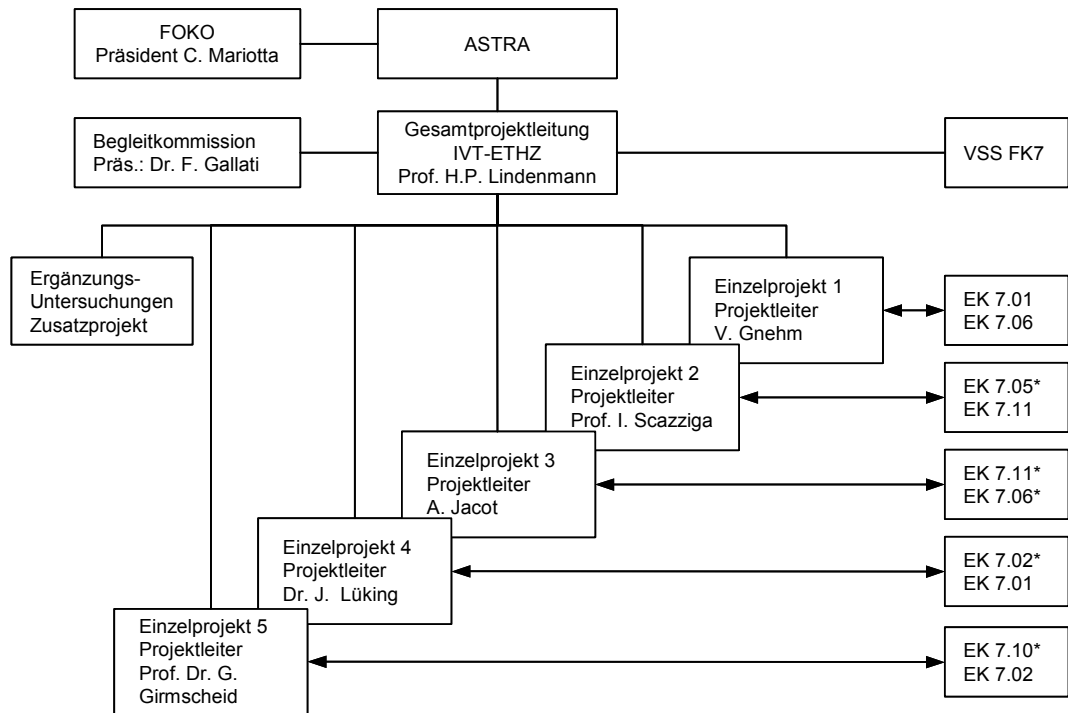 FOKO
Präsident C. Mariotta
ASTRA
Begleitkommission
Präs.: Dr. F. Gallati
Gesamtprojektleitung
IVT-ETHZ
Prof. H.P. Lindenmann
VSS FK7
Ergänzungs-
Untersuchungen
Zusatzprojekt
Einzelprojekt 1
Projektleiter
V. Gnehm
EK 7.01
EK 7.06
Einzelprojekt 2
Projektleiter
Prof. I. Scazziga
EK 7.05*
EK 7.11
Einzelprojekt 3
Projektleiter
A. Jacot
EK 7.11*
EK 7.06*
Einzelprojekt 4
Projektleiter
Dr. J. Lüking
EK 7.02*
EK 7.01
Einzelprojekt 5
Projektleiter
Prof. Dr. G.
Girmscheid
EK 7.10*
EK 7.02